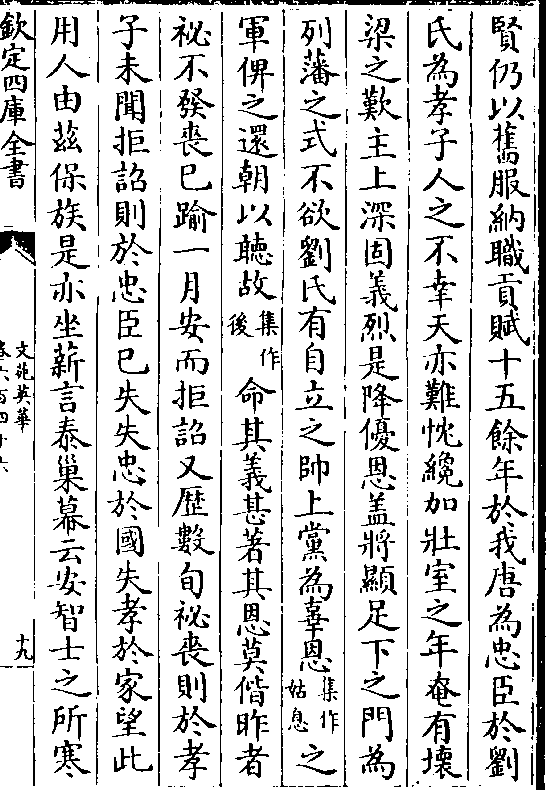 賢仍以舊服納職貢賦十五餘年於我唐為忠臣於劉
氏為孝子人之不幸天亦難忱纔加壯室之年奄有壞
梁之歎主上深固義烈是降優恩盖將顯足下之門為
列藩之式不欲劉氏有自立之帥上黨為辜恩集作姑息之
軍俾之還朝以聽故集作後命其義甚著其恩莫偕昨者
祕不發喪已踰一月安而拒詔又歴數旬祕喪則於孝
子未聞拒詔則於忠臣已失失忠於國失孝於家望此
用人由兹保族是亦坐薪言泰巢幕云安智士之所寒
欽定四庫全書
文苑英華
卷六百四十六
十九